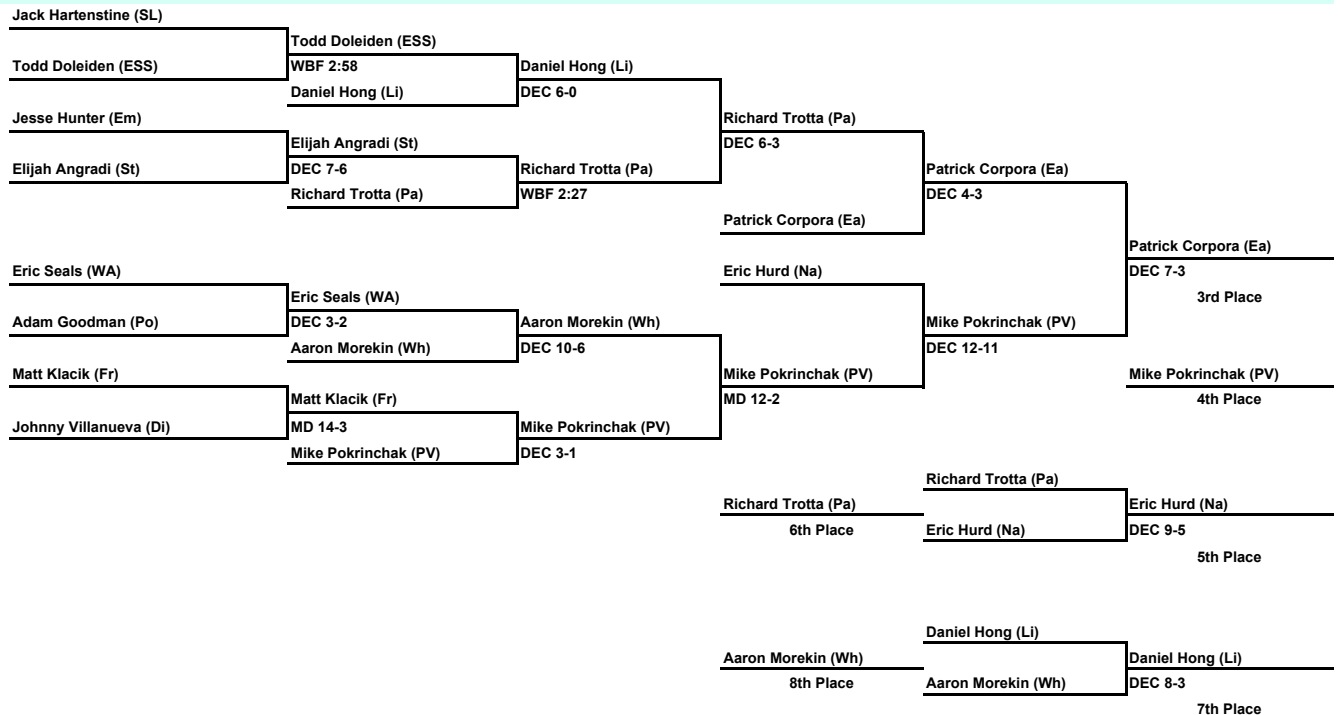 Jack Hartenstine (SL)
Todd Doleiden (ESS)
Todd Doleiden (ESS)
WBF 2:58
Daniel Hong (Li)
Daniel Hong (Li)
DEC 6-0
Jesse Hunter (Em)
Richard Trotta (Pa)
Elijah Angradi (St)
DEC 6-3
Elijah Angradi (St)
DEC 7-6
Richard Trotta (Pa)
Patrick Corpora (Ea)
Richard Trotta (Pa)
WBF 2:27
DEC 4-3
Patrick Corpora (Ea)
Patrick Corpora (Ea)
Eric Seals (WA)
Eric Hurd (Na)
DEC 7-3
Eric Seals (WA)
3rd Place
Adam Goodman (Po)
DEC 3-2
Aaron Morekin (Wh)
Mike Pokrinchak (PV)
Aaron Morekin (Wh)
DEC 10-6
DEC 12-11
Matt Klacik (Fr)
Mike Pokrinchak (PV)
Mike Pokrinchak (PV)
Matt Klacik (Fr)
MD 12-2
4th Place
Johnny Villanueva (Di)
MD 14-3
Mike Pokrinchak (PV)
Mike Pokrinchak (PV)
DEC 3-1
Richard Trotta (Pa)
Richard Trotta (Pa)
Eric Hurd (Na)
6th Place
Eric Hurd (Na)
DEC 9-5
5th Place
Daniel Hong (Li)
Aaron Morekin (Wh)
Daniel Hong (Li)
8th Place
Aaron Morekin (Wh)
DEC 8-3
7th Place